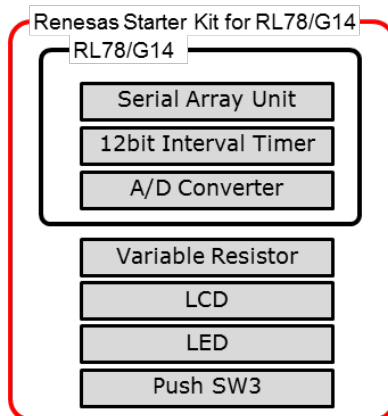 Renesas Starter Kit for RL78/G14
RL78/G14
Serial Array Unit
12bit Interval Timer
A/D Converter
Variable Resistor
LCD
LED
Push SW3